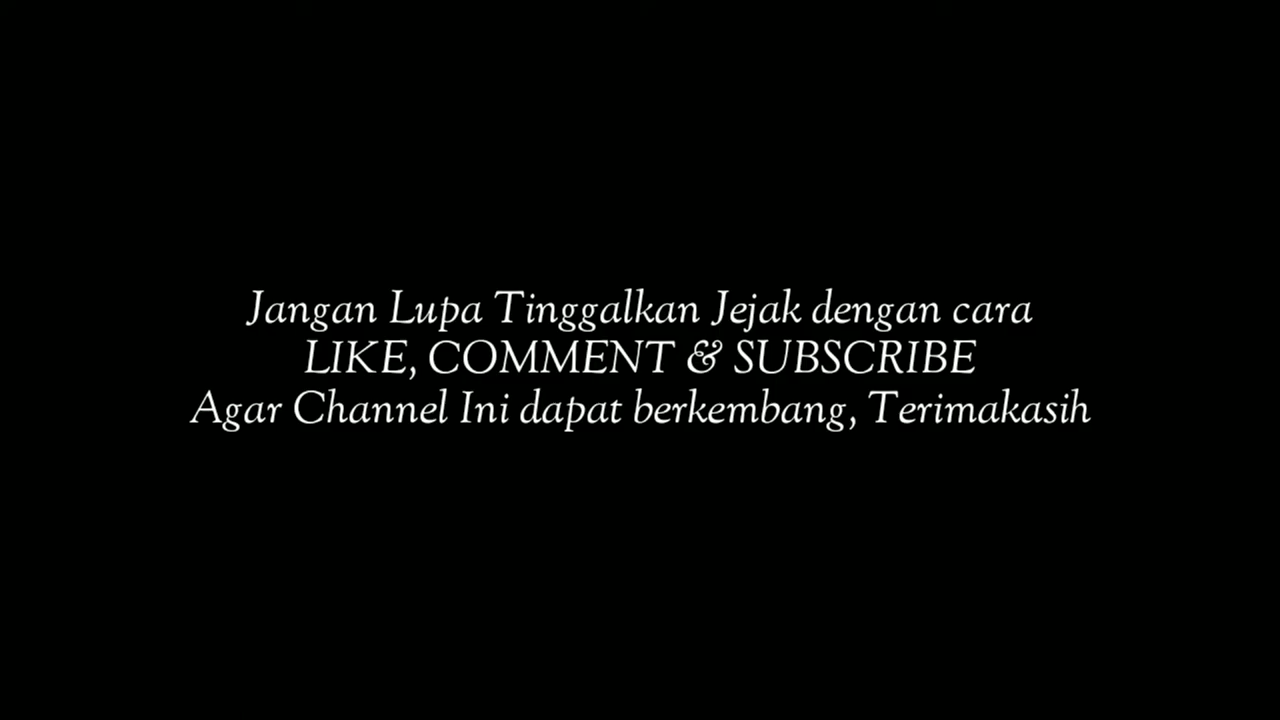 Jangan Lupa Tinggalkan Jejak dengan cara
LIKE, COMMENT & SUBSCRIBE
Agar Channel Ini dapat berkembang, Terimakasih